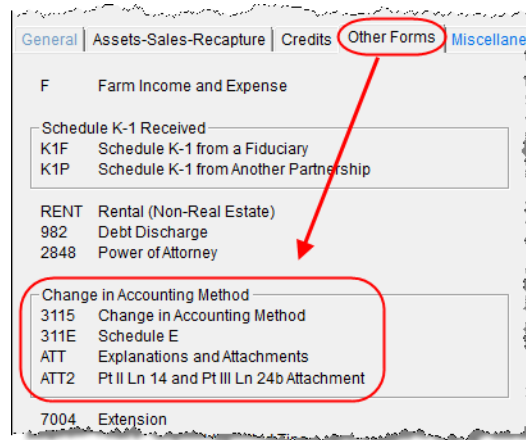 General Assets-Sales-Recapture Credits Other Forms Miscellane
F Farm Income and Expense
Schedule K-1 Received
K1F Schedule K-1 from a Fiduciary
K1P Schedule K-1 from Another Partnership
RENT Rental (Non-Real Estate)
982 Debt Discharge
2848 Power of Attorney
Change in Accounting Method
3115 Change in Accounting Method
311E Schedule E
ATT Explanations and Attachments
ATT2 Pt II Ln 14 and Pt III Ln 24b Attachment
7004 Extension